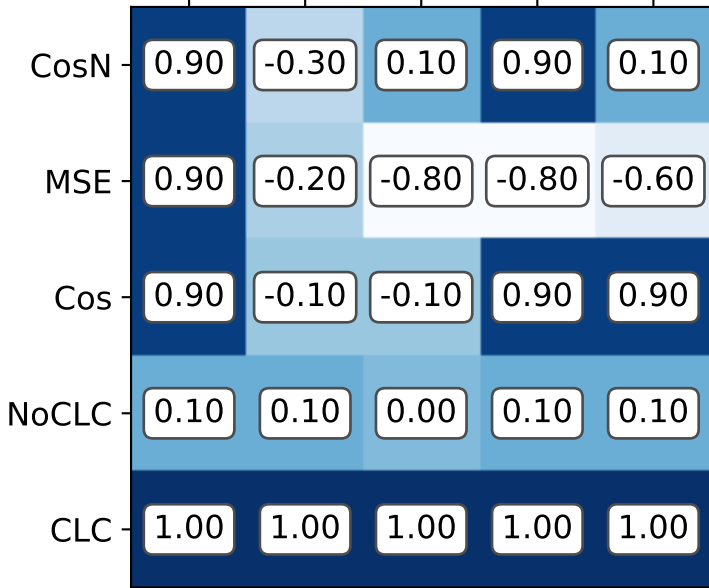 CosN 0.90 -0.30 0.10 0.90 0.10
MSE 0.90 -0.20 -0.80 -0.80 -0.60
Cos 0.90 -0.10 -0.10 0.90 0.90
NoCLC 0.10 0.10 0.00 0.10 0.10
CLC 1.00 1.00 1.00 1.00 1.00